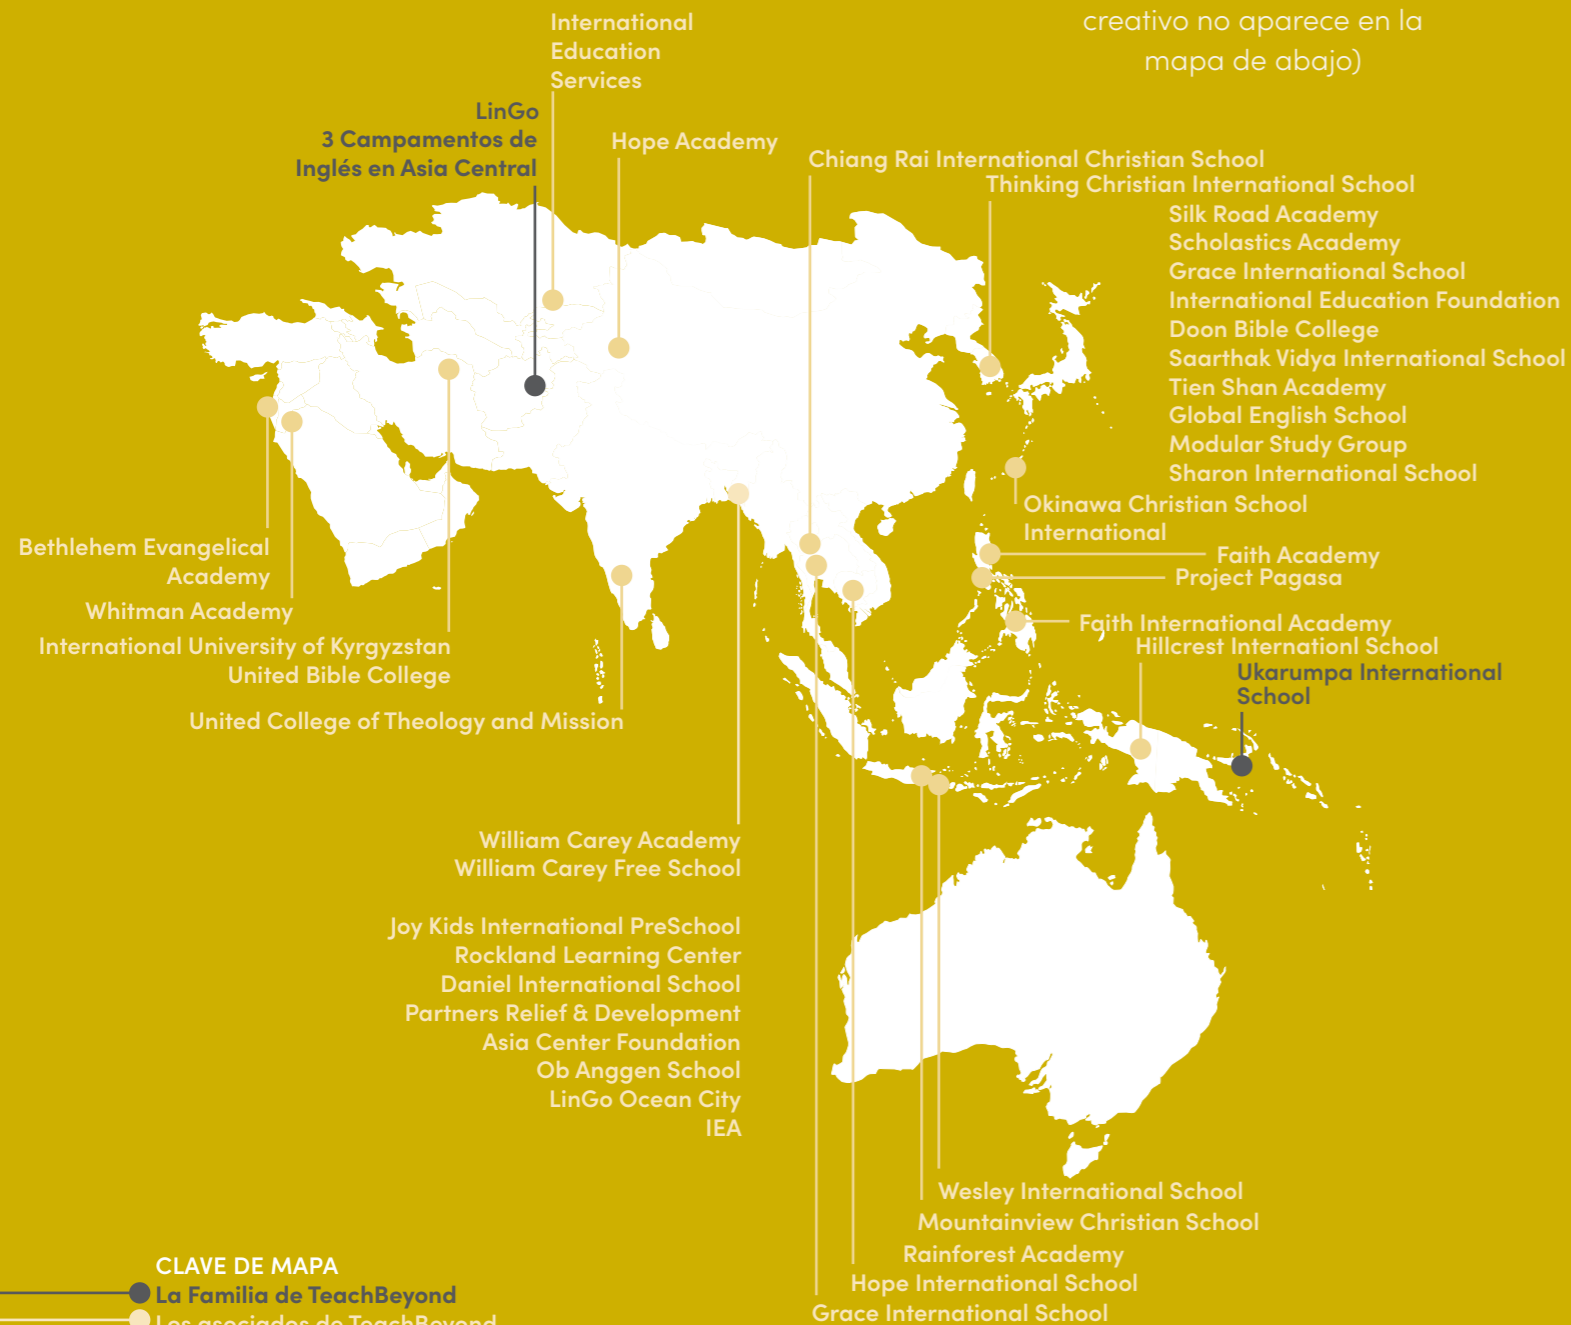 creativo no aparece en la
mapa de abajo)
International
Education
Services
LinGo
3 Campamentos de
Inglés en Asia Central
Hope Academy
Chiang Rai International Christian School
Thinking Christian International School
Silk Road Academy
Scholastics Academy
Grace International School
International Education Foundation
Doon Bible College
Saarthak Vidya International School
Tien Shan Academy
Global English School
Modular Study Group
Sharon International School
Okinawa Christian School
International
Faith Academy
Project Pagasa
Faith International Academy
Hillcrest Internationl School
Ukarumpa International
School
Bethlehem Evangelical
Academy
Whitman Academy
International University of Kyrgyzstan
United Bible College
United College of Theology and Mission
William Carey Academy
William Carey Free School
Joy Kids International PreSchool
Rockland Learning Center
Daniel International School
Partners Relief & Development
Asia Center Foundation
Ob Anggen School
LinGo Ocean City
IEA
Wesley International School
Mountainview Christian School
Rainforest Academy
Hope International School
Grace International School
CLAVE DE MAPA
La Familia de TeachBeyond
Los asociados de TeachBeyond